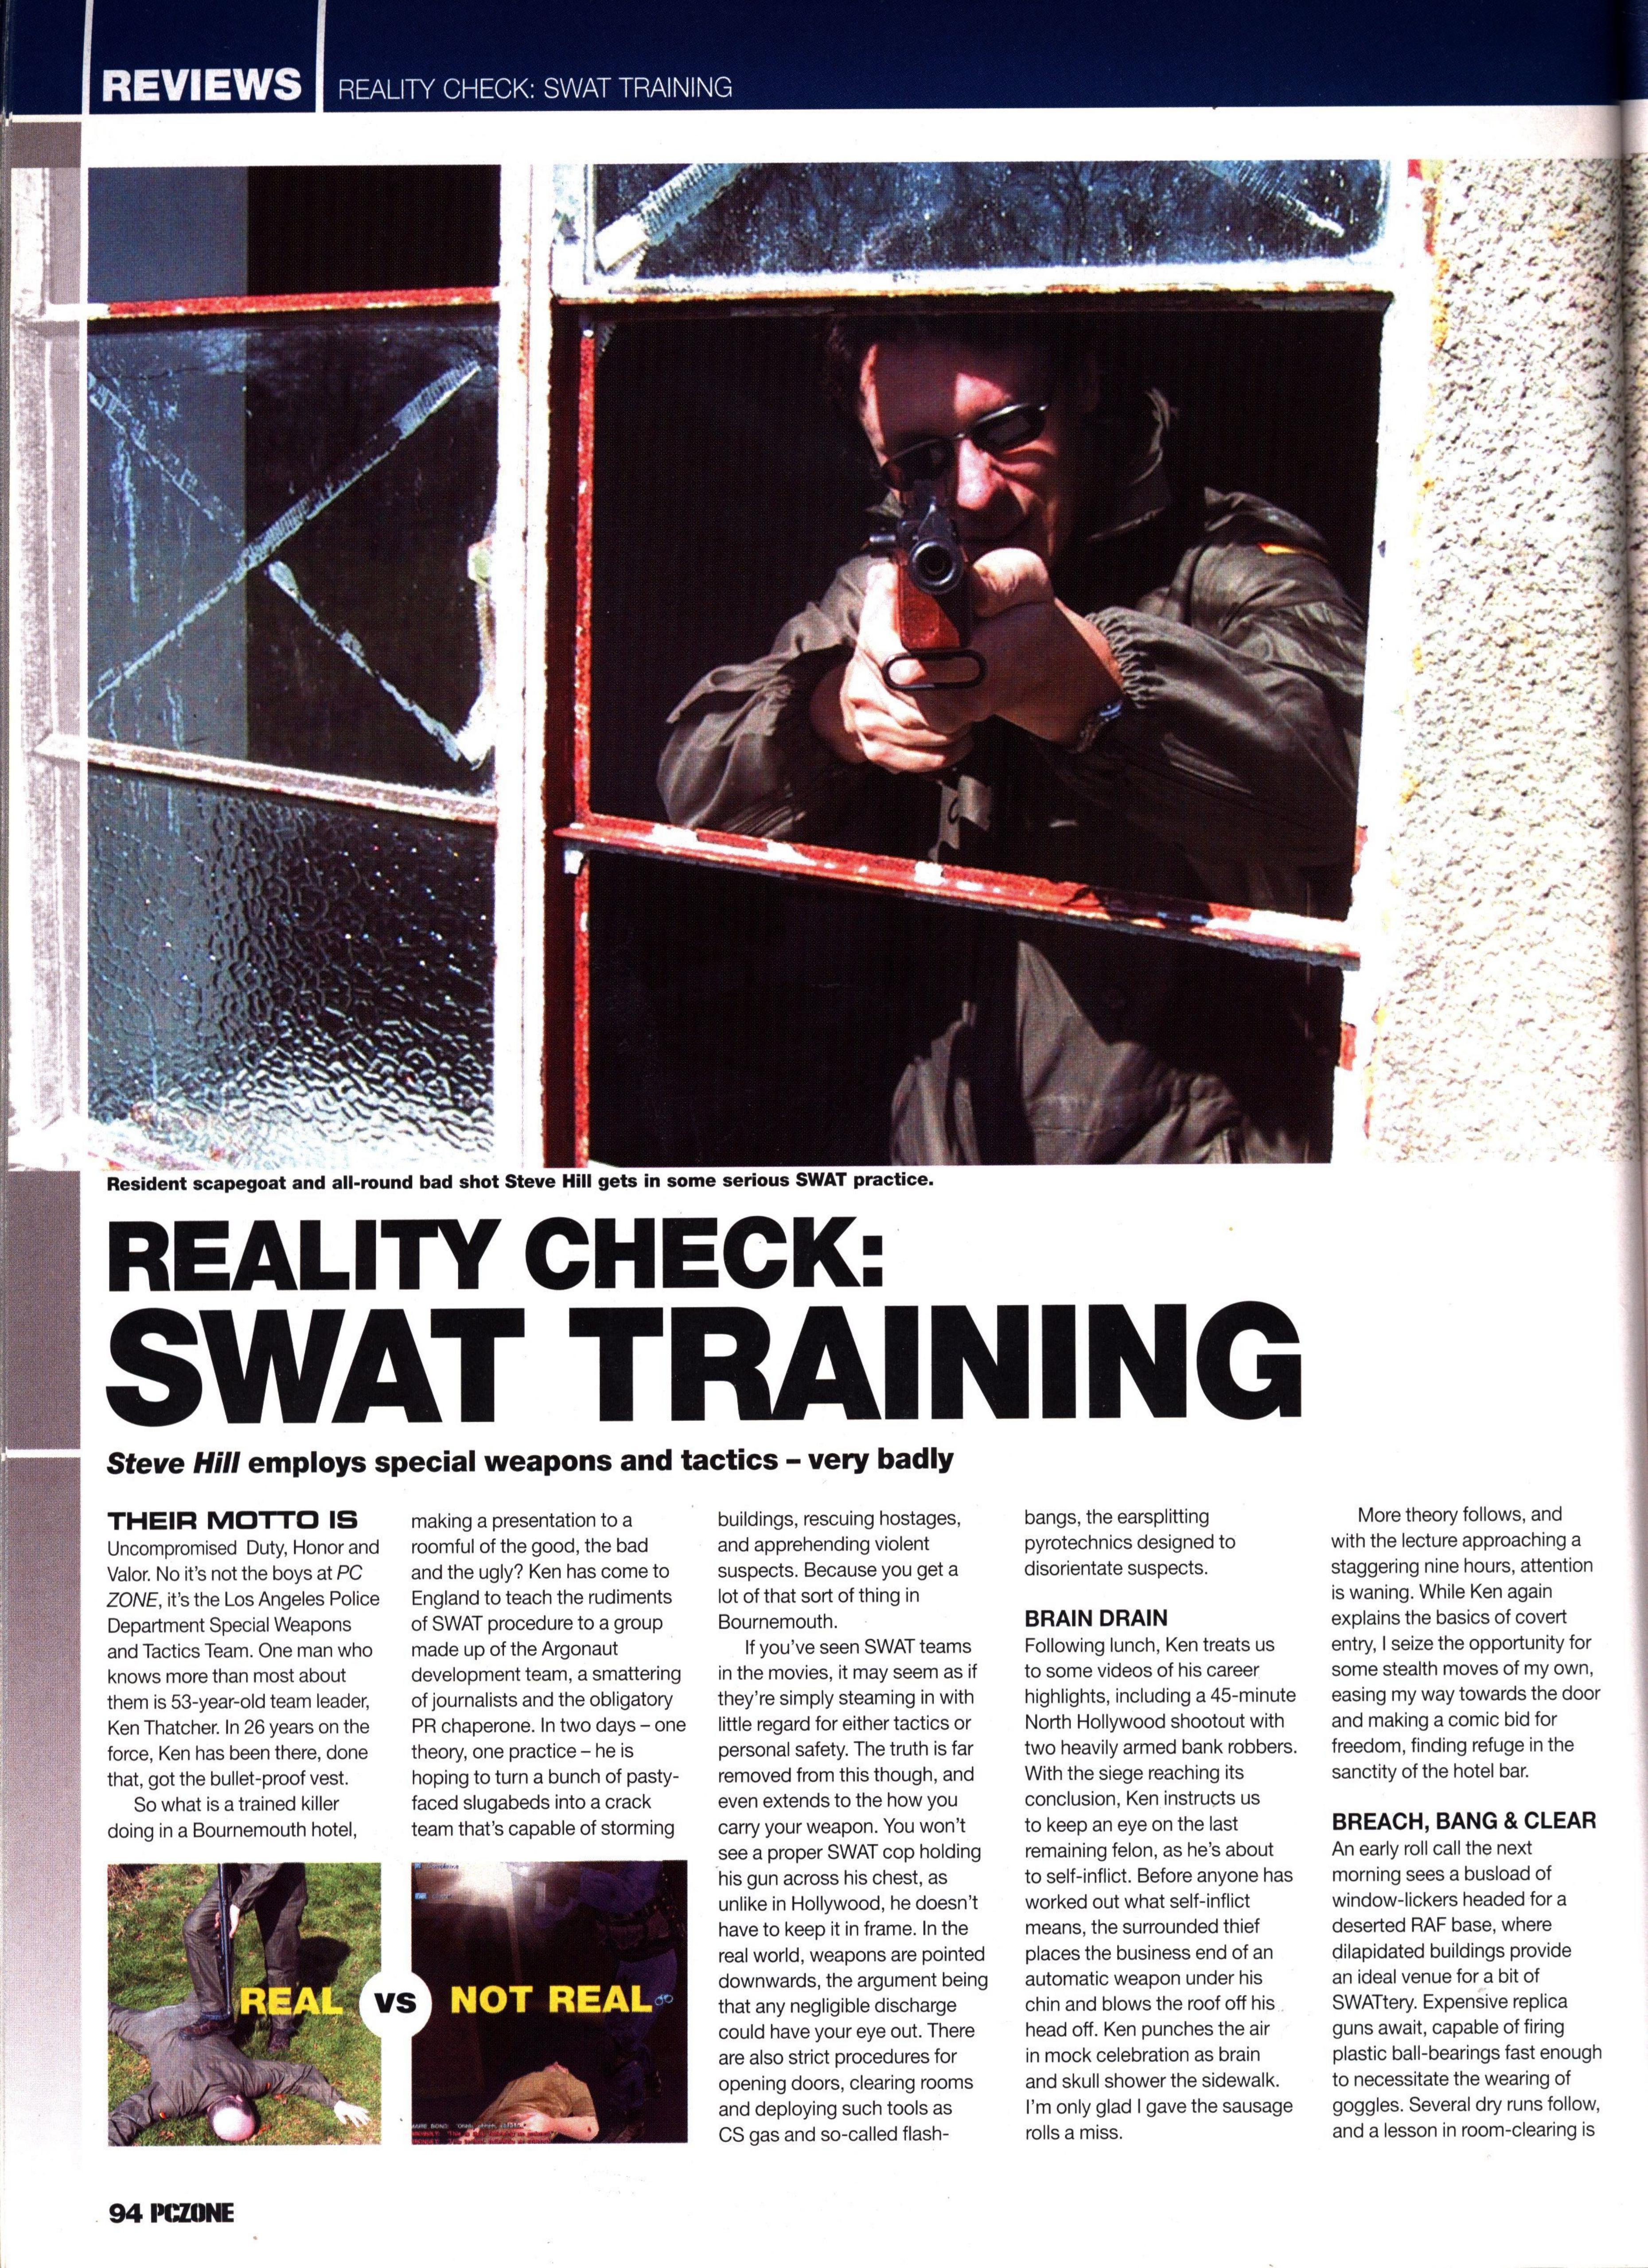 REVIEWS
REALITY CHECK: SWAT TRAINING
Resident scapegoat and all-round bad shot Steve Hill gets in some serious SWAT practice.
REALITY CHECK:
SWAT TRAINING
Steve Hill employs special weapons and tactics – very badly
THEIR MOTTO IS
Uncompromised Duty, Honor and
Valor. No it's not the boys at PC
ZONE, it's the Los Angeles Police
Department Special Weapons
and Tactics Team. One man who
knows more than most about
them is 53-year-old team leader,
Ken Thatcher. In 26 years on the
force, Ken has been there, done
that, got the bullet-proof vest.
So what is a trained killer
doing in a Bournemouth hotel,
making a presentation to a
roomful of the good, the bad
and the ugly? Ken has come to
England to teach the rudiments
of SWAT procedure to a group
made up of the Argonaut
development team, a smattering
of journalists and the obligatory
PR chaperone. In two days – one
theory, one practice – he is
hoping to turn a bunch of pasty-
faced slugabeds into a crack
team that's capable of storming
buildings, rescuing hostages,
and apprehending violent
suspects. Because you get a
lot of that sort of thing in
Bournemouth.
If you've seen SWAT teams
in the movies, it may seem as if
they're simply steaming in with
little regard for either tactics or
personal safety. The truth is far
removed from this though, and
even extends to the how you
carry your weapon. You won't
see a proper SWAT cop holding
his gun across his chest, as
unlike in Hollywood, he doesn't
have to keep it in frame. In the
real world, weapons are pointed
downwards, the argument being
that any negligible discharge
could have your eye out. There
are also strict procedures for
opening doors, clearing rooms
and deploying such tools as
CS gas and so-called flash-
bangs, the earsplitting
pyrotechnics designed to
disorientate suspects.
BRAIN DRAIN
Following lunch, Ken treats us
to some videos of his career
highlights, including a 45-minute
North Hollywood shootout with
two heavily armed bank robbers.
With the siege reaching its
conclusion, Ken instructs us
to keep an eye on the last
remaining felon, as he's about
to self-inflict. Before anyone has
worked out what self-inflict
means, the surrounded thief
places the business end of an
automatic weapon under his
chin and blows the roof off his
head off. Ken punches the air
in mock celebration as brain
and skull shower the sidewalk.
I'm only glad I gave the sausage
rolls a miss.
More theory follows, and
with the lecture approaching a
staggering nine hours, attention
is waning. While Ken again
explains the basics of covert
entry, I seize the opportunity for
some stealth moves of my own,
easing my way towards the door
and making a comic bid for
freedom, finding refuge in the
sanctity of the hotel bar.
BREACH, BANG & CLEAR
An early roll call the next
morning sees a busload of
window-lickers headed for a
deserted RAF base, where
dilapidated buildings provide
an ideal venue for a bit of
SWATtery. Expensive replica
guns await, capable of firing
plastic ball-bearings fast enough
to necessitate the wearing of
goggles. Several dry runs follow,
and a lesson in room-clearing is
REAL VS NOT REAL
94 PCZONE